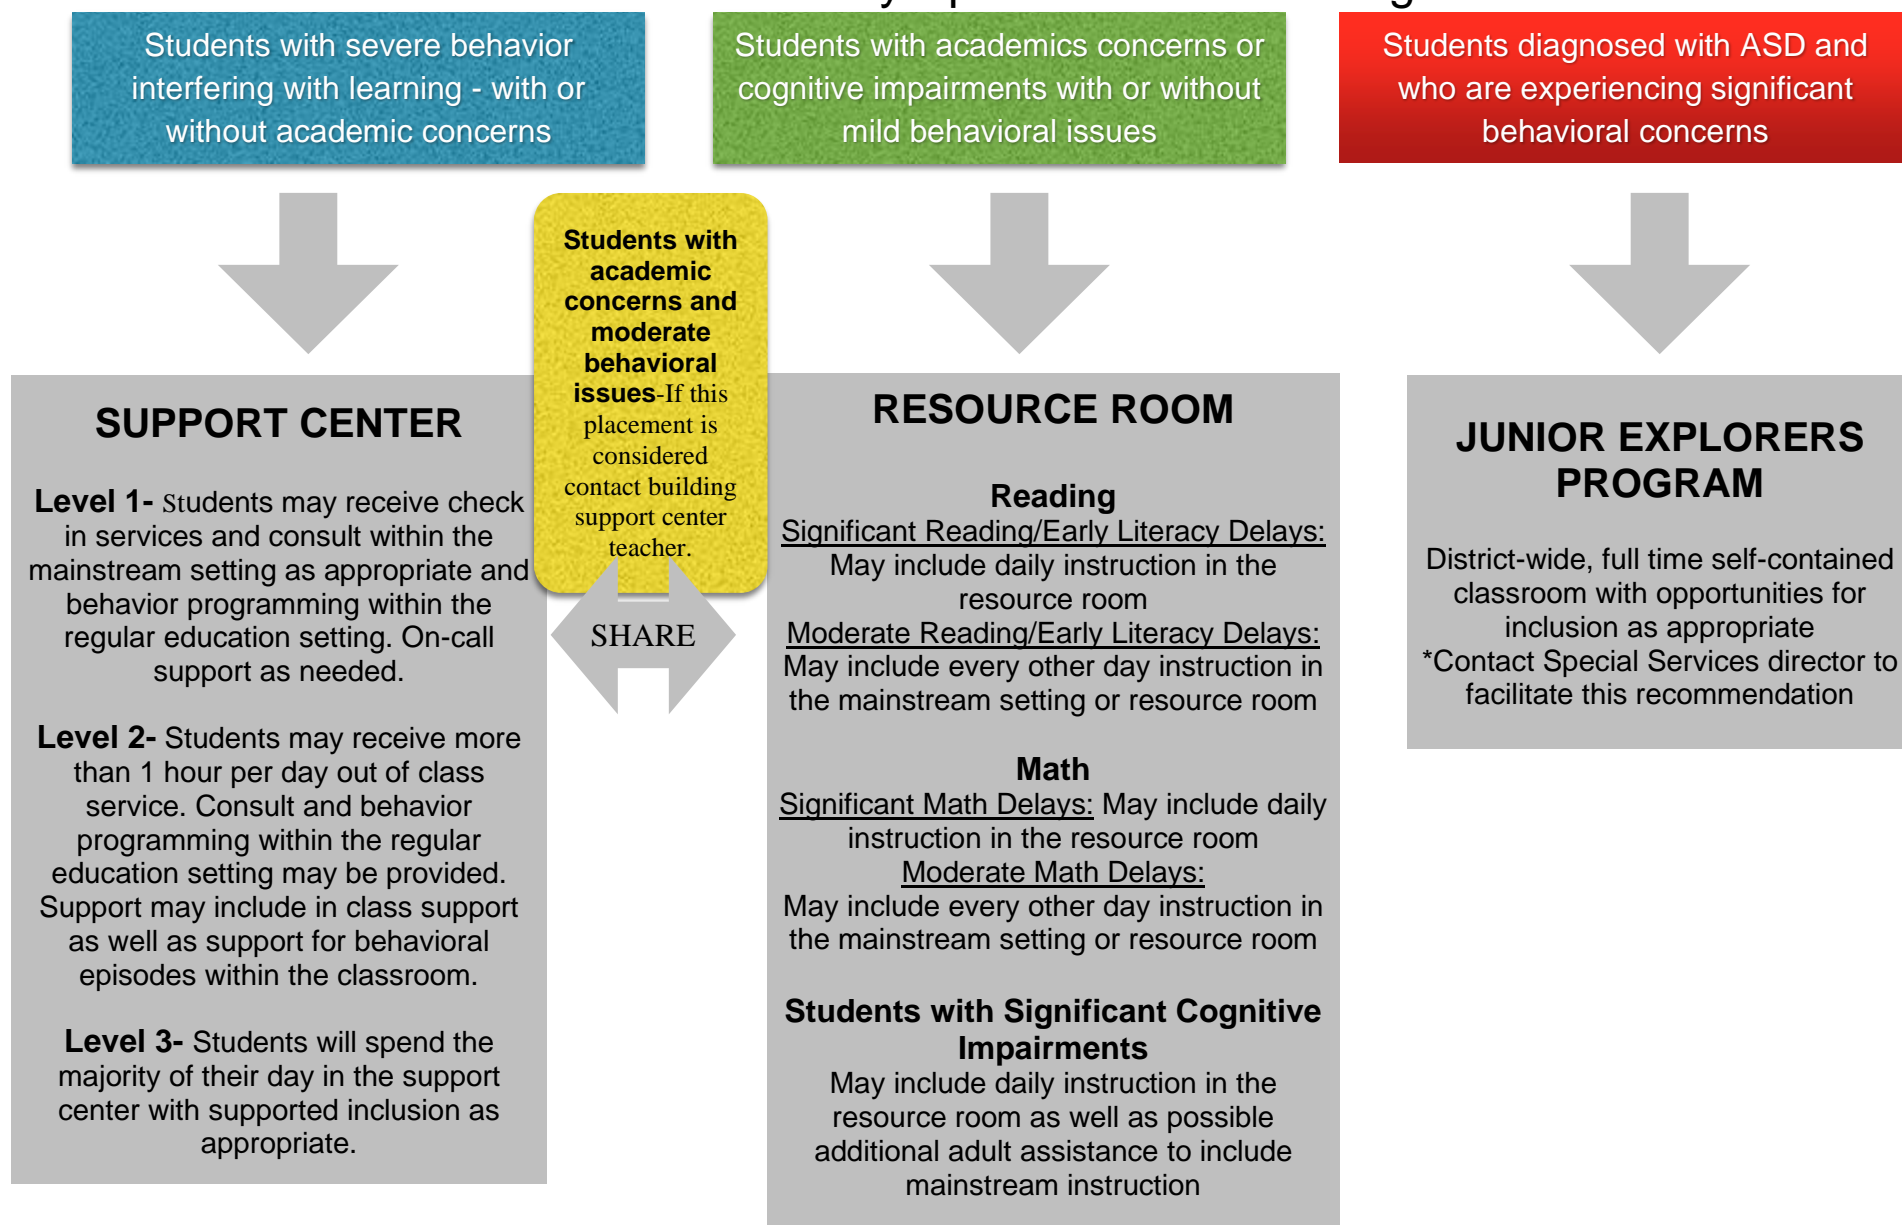 Students with severe behavior
interfering with learning - with or
without academic concerns
Students with academics concerns or
cognitive impairments with or without
mild behavioral issues
Students diagnosed with ASD and
who are experiencing significant
behavioral concerns
Students with
academic
concerns and
moderate
behavioral
issues-If this
placement is
considered
contact building
support center
teacher.
SHARE
SUPPORT CENTER
Level 1- Students may receive check
in services and consult within the
mainstream setting as appropriate and
behavior programming within the
regular education setting. On-call
support as needed.
Level 2- Students may receive more
than 1 hour per day out of class
service. Consult and behavior
programming within the regular
education setting may be provided.
Support may include in class support
as well as support for behavioral
episodes within the classroom.
Level 3- Students will spend the
majority of their day in the support
center with supported inclusion as
appropriate.
RESOURCE ROOM
Reading
Significant Reading/Early Literacy Delays:
May include daily instruction in the
resource room
Moderate Reading/Early Literacy Delays:
May include every other day instruction in
the mainstream setting or resource room
Math
Significant Math Delays: May include daily
instruction in the resource room
Moderate Math Delays:
May include every other day instruction in
the mainstream setting or resource room
Students with Significant Cognitive
Impairments
May include daily instruction in the
resource room as well as possible
additional adult assistance to include
mainstream instruction
JUNIOR EXPLORERS
PROGRAM
District-wide, full time self-contained
classroom with opportunities for
inclusion as appropriate
*Contact Special Services director to
facilitate this recommendation